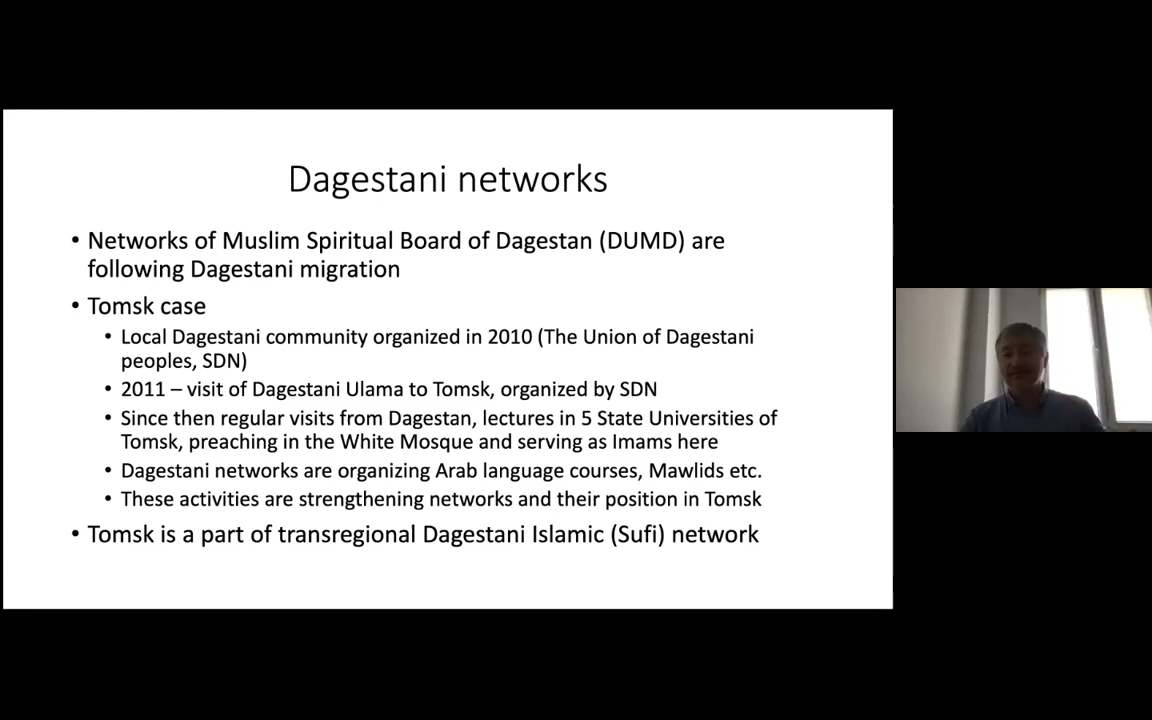 Dagestani networks
• Networks of Muslim Spiritual Board of Dagestan (DUMD) are
following Dagestani migration
• Tomsk case
• Local Dagestani community organized in 2010 (The Union of Dagestani
peoples, SDN)
• 2011 – visit of Dagestani Ulama to Tomsk, organized by SDN
• Since then regular visits from Dagestan, lectures in 5 State Universities of
Tomsk, preaching in the White Mosque and serving as Imams here
• Dagestani networks are organizing Arab language courses, Mawlids etc.
• These activities are strengthening networks and their position in Tomsk
• Tomsk is a part of transregional Dagestani Islamic (Sufi) network